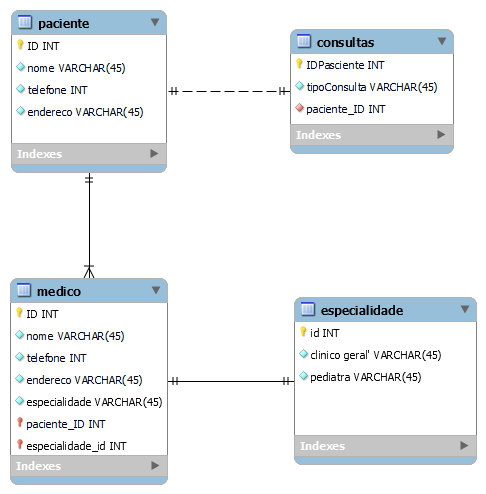 paciente
ID INT
nome VARCHAR(45)
telefone INT
endereco VARCHAR(45)
Indexes
consultas
IDPasciente INT
tipoConsulta VARCHAR(45)
paciente_ID INT
Indexes
medico
ID INT
nome VARCHAR(45)
telefone INT
endereco VARCHAR(45)
especialidade VARCHAR(45)
paciente_ID INT
especialidade_id INT
Indexes
especialidade
id INT
clinico geral' VARCHAR(45)
pediatra VARCHAR(45)
Indexes